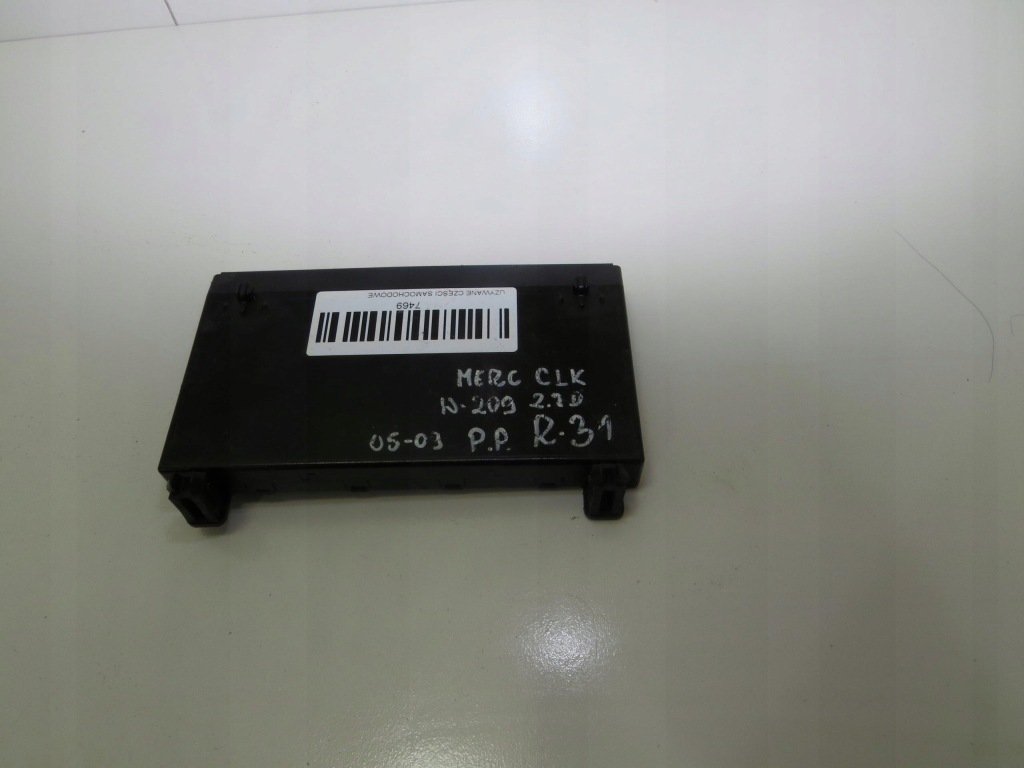 UŻYWANE CZĘŚCI SAMOCHODOWE
7469
MERC CLK
W-209 2.7D
05-03 P.P. R-31